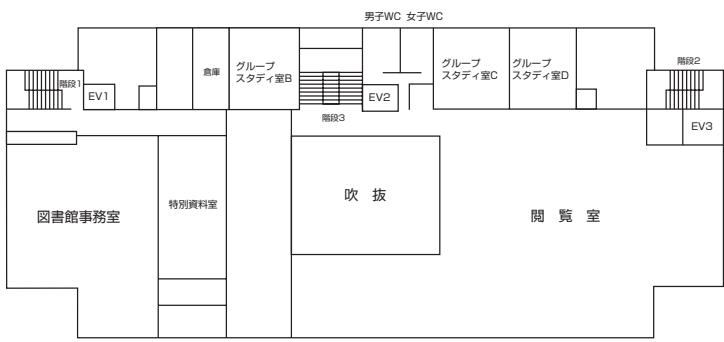 男子WC 女子WC
階段1
EV1
倉庫
グループ
スタディ室B
階段3
EV2
グループ
スタディ室C
グループ
スタディ室D
階段2
EV3
図書館事務室
特別資料室
吹 抜
閲 覧 室